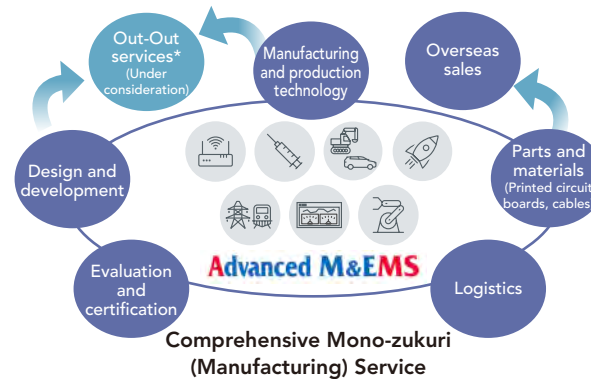 Out-Out
services*
(Under
consideration)
Manufacturing
and production
technology
Overseas
sales
Design and
development
Parts and
materials
(Printed circuit
boards, cables)
Advanced M&EMS
Evaluation
and
certification
Logistics
Comprehensive Mono-zukuri
(Manufacturing) Service